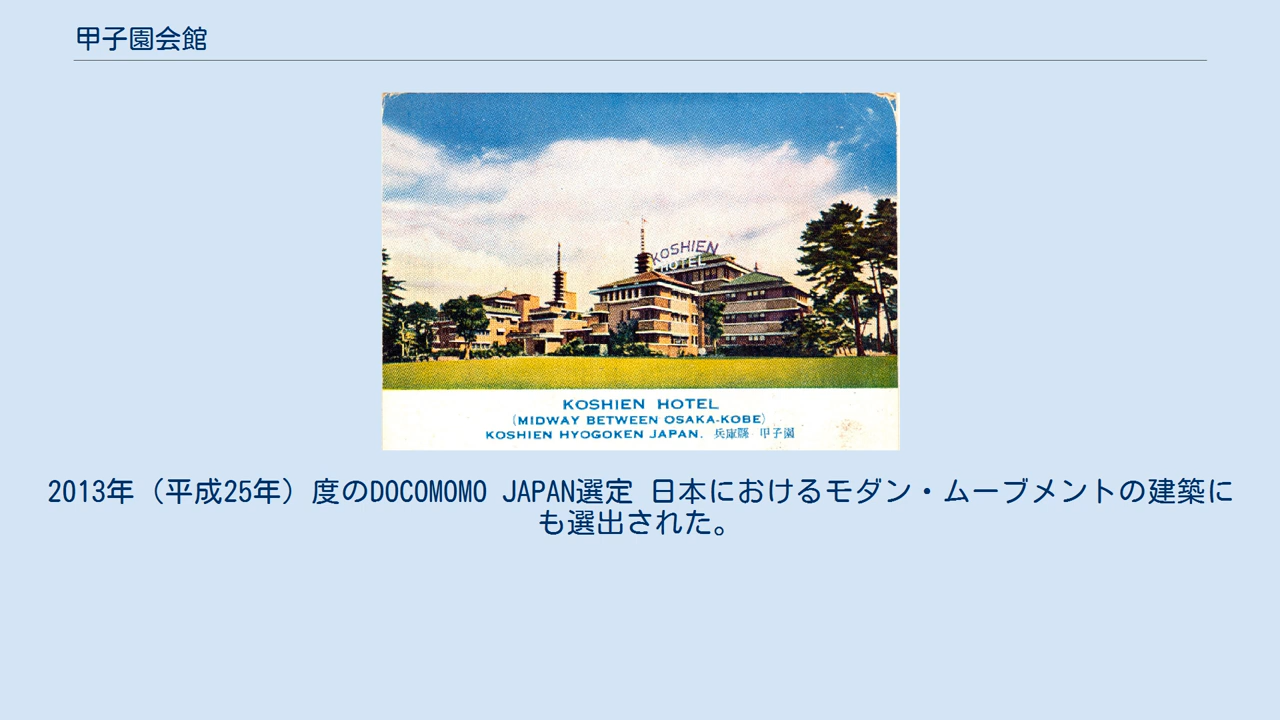 甲子園会館
KOSHIEN
HOTEL
KOSHIEN HOTEL
(MIDWAY BETWEEN OSAKA-KOBE)
KOSHIEN HYOGOKEN JAPAN. 兵庫縣 甲子園
2013年（平成25年）度のDOCOMOMO JAPAN選定 日本におけるモダン・ムーブメントの建築に
も選出された。